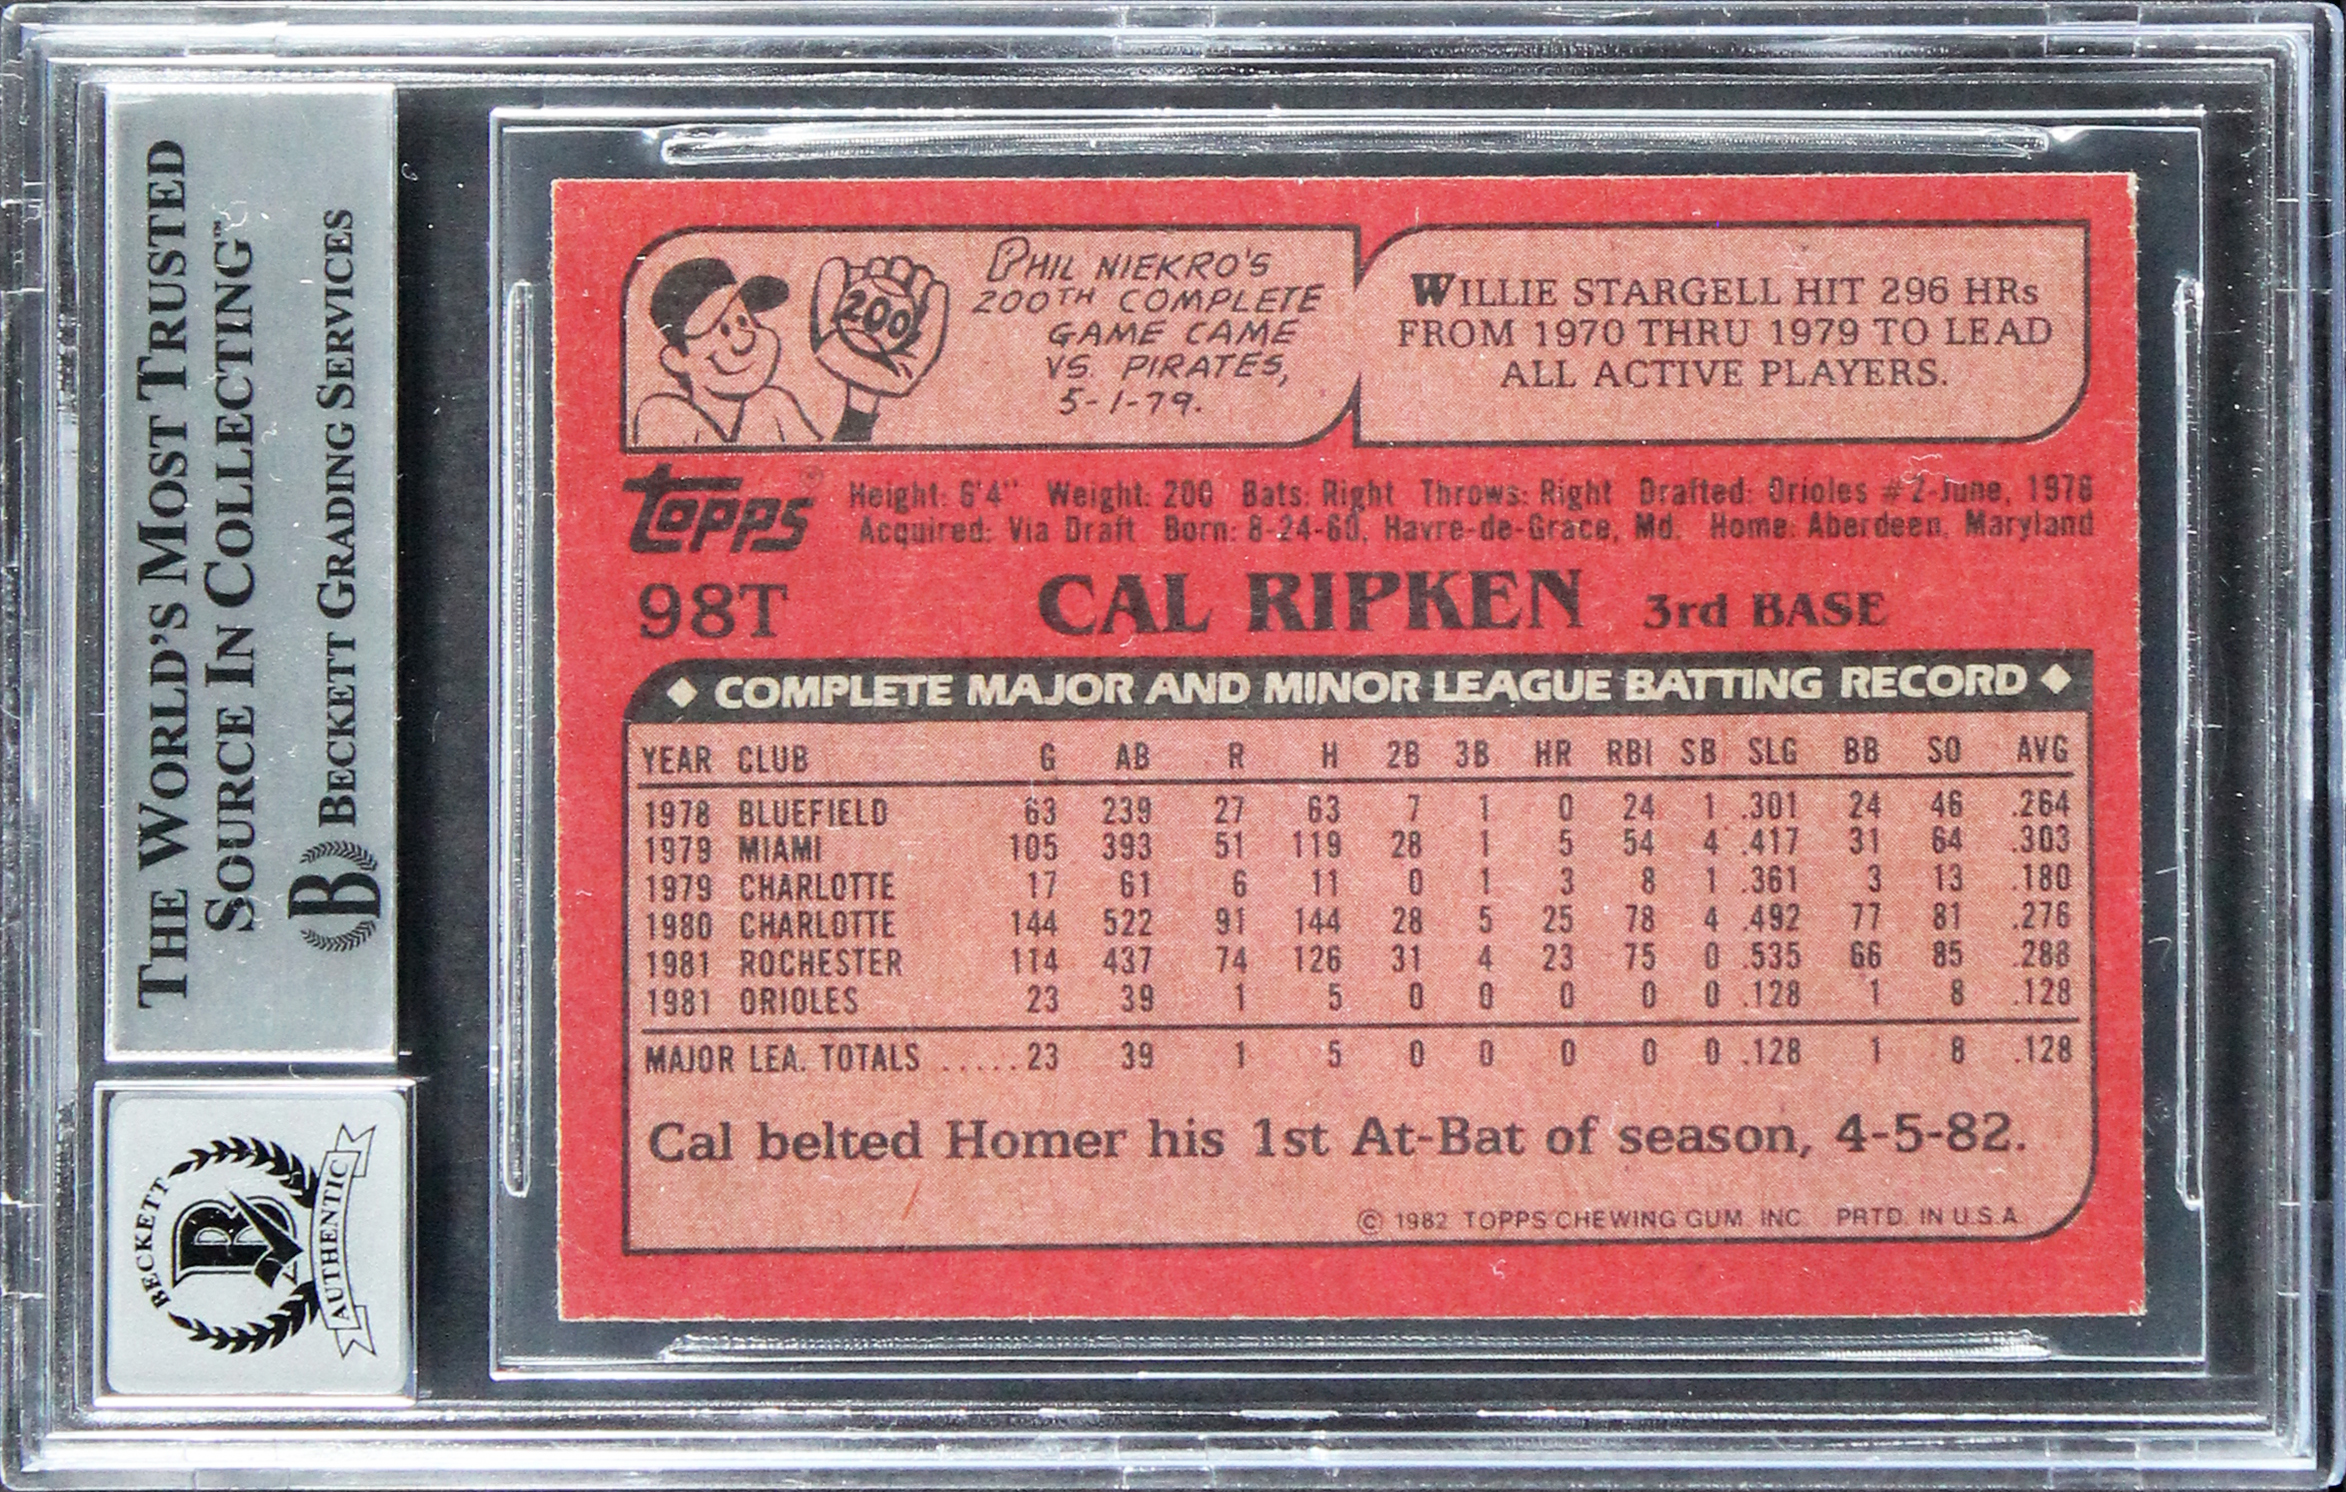 THE WORLD'S MOST TRUSTED
SOURCE IN COLLECTING™
BECKETT GRADING SERVICES
BECKETT
AUTHENTIC
200
PHIL NIEKRO'S
200TH COMPLETE
GAME CAME
VS. PIRATES,
5-1-79.
WILLIE STARGELL HIT 296 HRs
FROM 1970 THRU 1979 TO LEAD
ALL ACTIVE PLAYERS.
topps®
Height: 6'4" Weight: 200 Bats: Right Throws: Right Drafted: Orioles #2-June, 1978
Acquired: Via Draft Born: 8-24-60, Havre-de-Grace, Md. Home: Aberdeen, Maryland
98T CAL RIPKEN 3rd BASE
◆ COMPLETE MAJOR AND MINOR LEAGUE BATTING RECORD ◆
YEAR CLUB G AB R H 2B 3B HR RBI SB SLG BB SO AVG
1978 BLUEFIELD 63 239 27 63 7 1 0 24 1 .301 24 46 .264
1979 MIAMI 105 393 51 119 28 1 5 54 4 .417 31 64 .303
1979 CHARLOTTE 17 61 6 11 0 1 3 8 1 .361 3 13 .180
1980 CHARLOTTE 144 522 91 144 28 5 25 78 4 .492 77 81 .276
1981 ROCHESTER 114 437 74 126 31 4 23 75 0 .535 66 85 .288
1981 ORIOLES 23 39 1 5 0 0 0 0 0 .128 1 8 .128
MAJOR LEA. TOTALS .....23 39 1 5 0 0 0 0 0 .128 1 8 .128
Cal belted Homer his 1st At-Bat of season, 4-5-82.
© 1982 TOPPS CHEWING GUM, INC. PRTD. IN U.S.A.